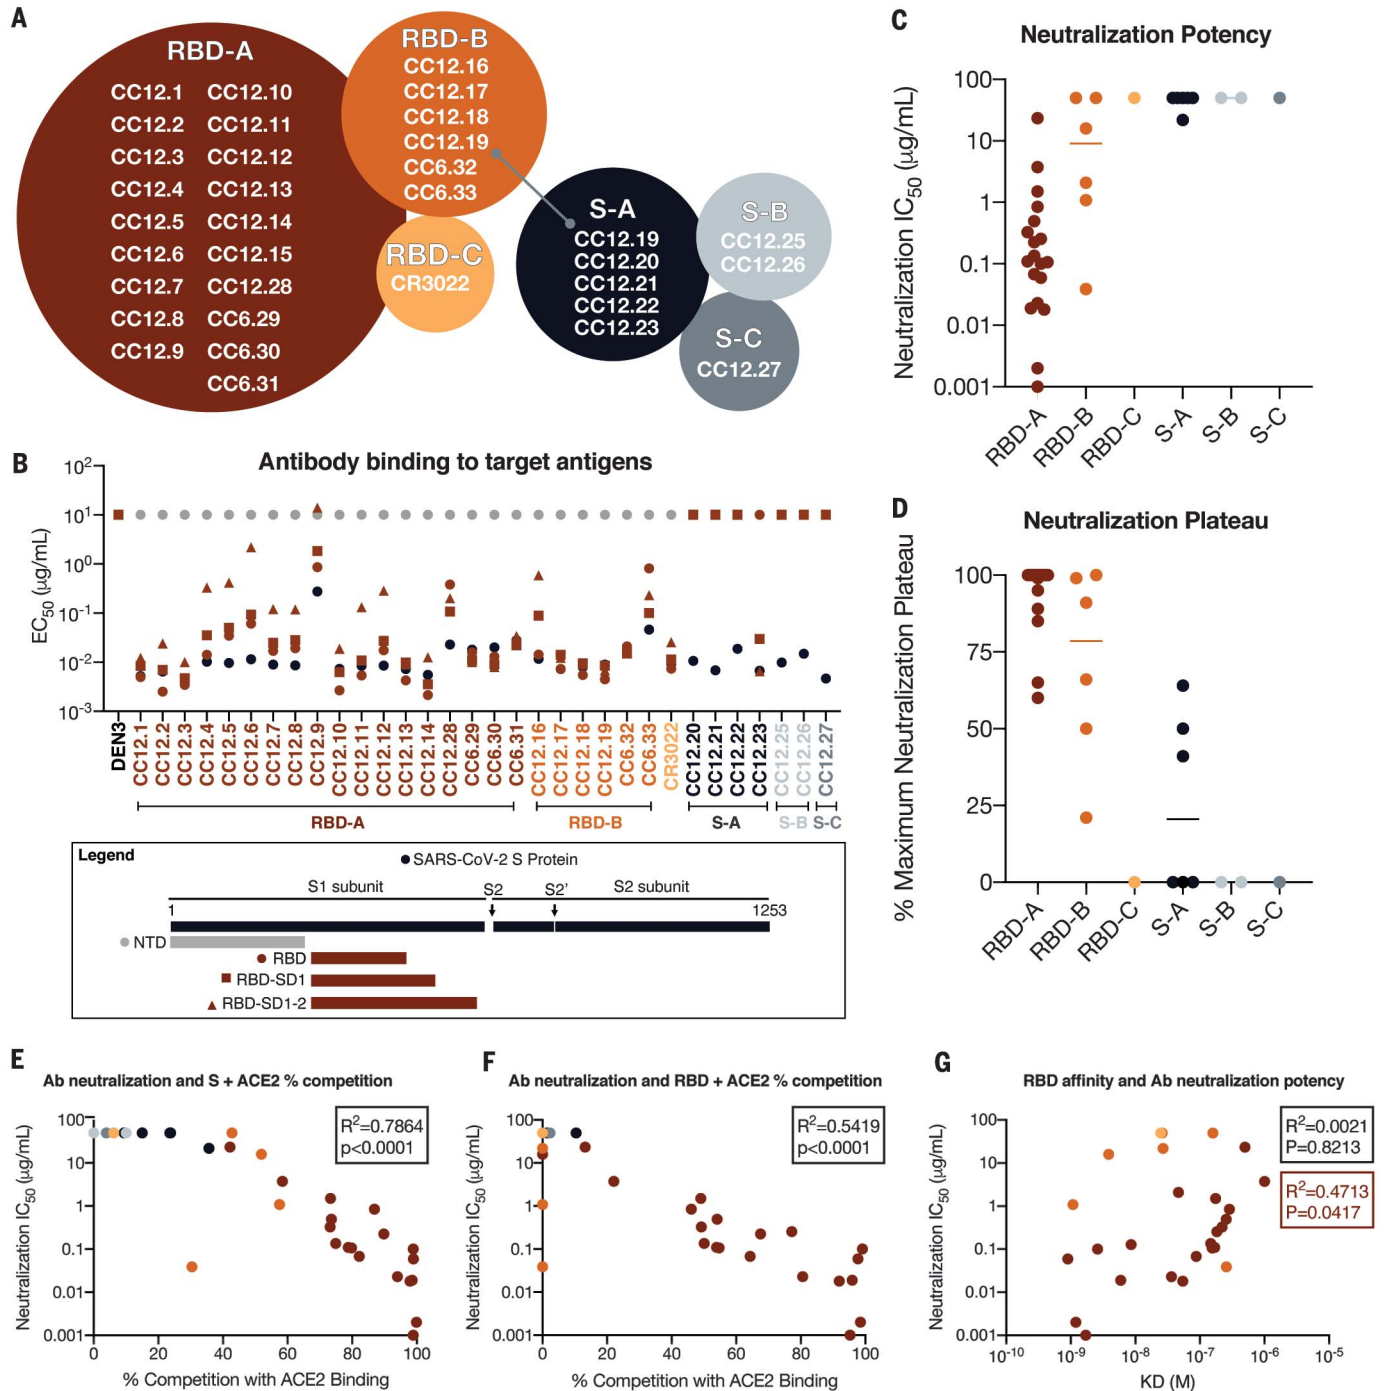 A
RBD-A
CC12.1 CC12.10
CC12.2 CC12.11
CC12.3 CC12.12
CC12.4 CC12.13
CC12.5 CC12.14
CC12.6 CC12.15
CC12.7 CC12.28
CC12.8 CC6.29
CC12.9 CC6.30
CC6.31
RBD-B
CC12.16
CC12.17
CC12.18
CC12.19
CC6.32
CC6.33
RBD-C
CR3022
S-A
CC12.19
CC12.20
CC12.21
CC12.22
CC12.23
S-B
CC12.25
CC12.26
S-C
CC12.27
C
Neutralization Potency
Neutralization IC50 (µg/mL)
100
10
1
0.1
0.01
0.001
RBD-A
RBD-B
RBD-C
S-A
S-B
S-C
B
Antibody binding to target antigens
EC50 (µg/mL)
10²
10¹
10⁰
10⁻¹
10⁻²
10⁻³
DEN3
CC12.1
CC12.2
CC12.3
CC12.4
CC12.5
CC12.6
CC12.7
CC12.8
CC12.9
CC12.10
CC12.11
CC12.12
CC12.13
CC12.14
CC12.28
CC6.29
CC6.30
CC6.31
CC12.16
CC12.17
CC12.18
CC12.19
CC6.32
CC6.33
CR3022
CC12.20
CC12.21
CC12.22
CC12.23
CC12.25
CC12.26
CC12.27
RBD-A
RBD-B
S-A
S-B
S-C
Legend
SARS-CoV-2 S Protein
S1 subunit S2 S2' S2 subunit
1 1253
NTD
RBD
RBD-SD1
RBD-SD1-2
D
Neutralization Plateau
% Maximum Neutralization Plateau
100
75
50
25
0
RBD-A
RBD-B
RBD-C
S-A
S-B
S-C
E
Ab neutralization and S + ACE2 % competition
R²=0.7864
p<0.0001
Neutralization IC50 (µg/mL)
100
10
1
0.1
0.01
0.001
0 20 40 60 80 100
% Competition with ACE2 Binding
F
Ab neutralization and RBD + ACE2 % competition
R²=0.5419
p<0.0001
Neutralization IC50 (µg/mL)
100
10
1
0.1
0.01
0.001
0 20 40 60 80 100
% Competition with ACE2 Binding
G
RBD affinity and Ab neutralization potency
R²=0.0021
P=0.8213
R²=0.4713
P=0.0417
Neutralization IC50 (µg/mL)
100
10
1
0.1
0.01
0.001
10⁻¹⁰ 10⁻⁹ 10⁻⁸ 10⁻⁷ 10⁻⁶ 10⁻⁵
KD (M)